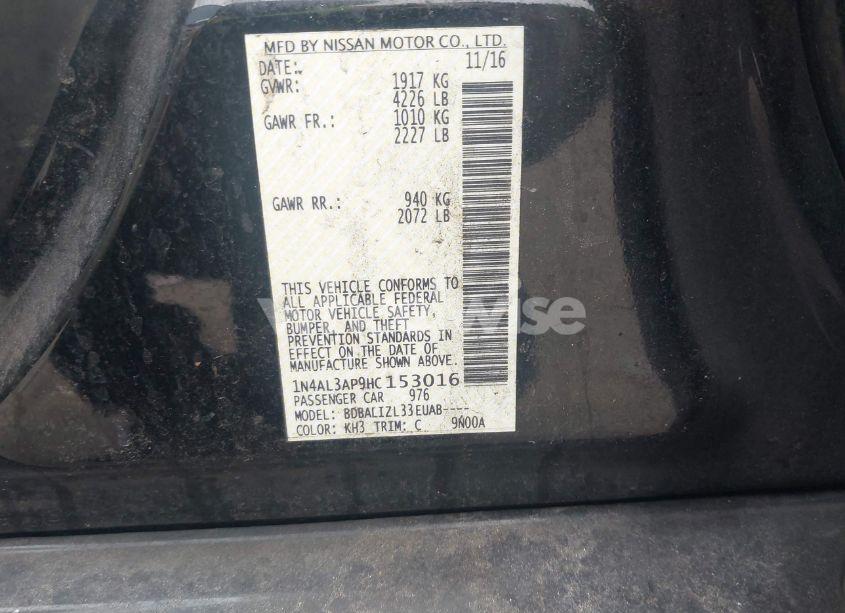 MFD BY NISSAN MOTOR CO., LTD.
DATE: 11/16
GVWR: 1917 KG
4226 LB
GAWR FR.: 1010 KG
2227 LB
GAWR RR.: 940 KG
2072 LB
THIS VEHICLE CONFORMS TO
ALL APPLICABLE FEDERAL
MOTOR VEHICLE SAFETY,
BUMPER, AND THEFT
PREVENTION STANDARDS IN
EFFECT ON THE DATE OF
MANUFACTURE SHOWN ABOVE.
1N4AL3AP9HC153016
PASSENGER CAR 976
MODEL: BDBALIZL33EUAB----
COLOR: KH3 TRIM: C 9N00A